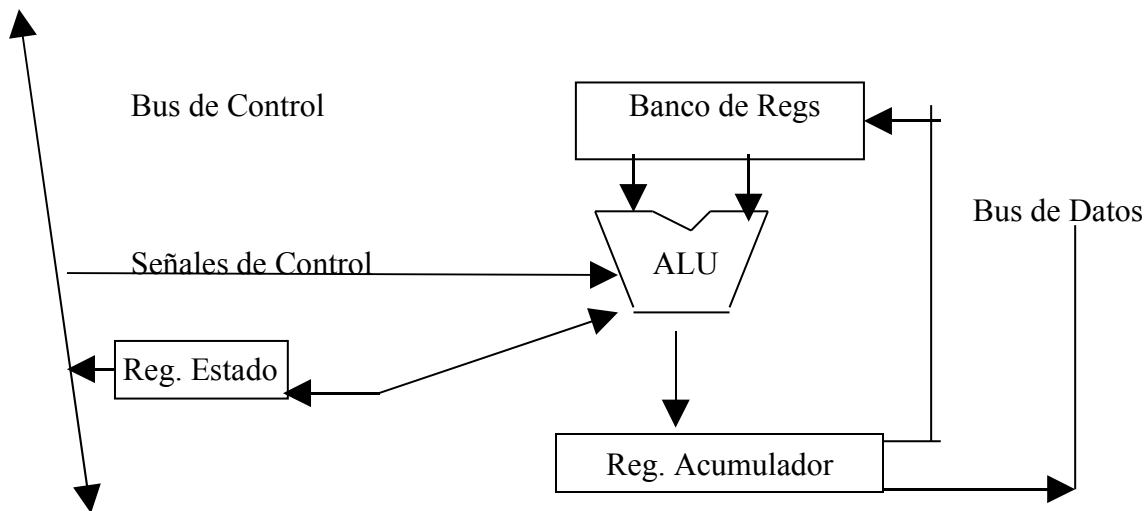 Bus de Control
Banco de Regs
Bus de Datos
Señales de Control
ALU
Reg. Estado
Reg. Acumulador